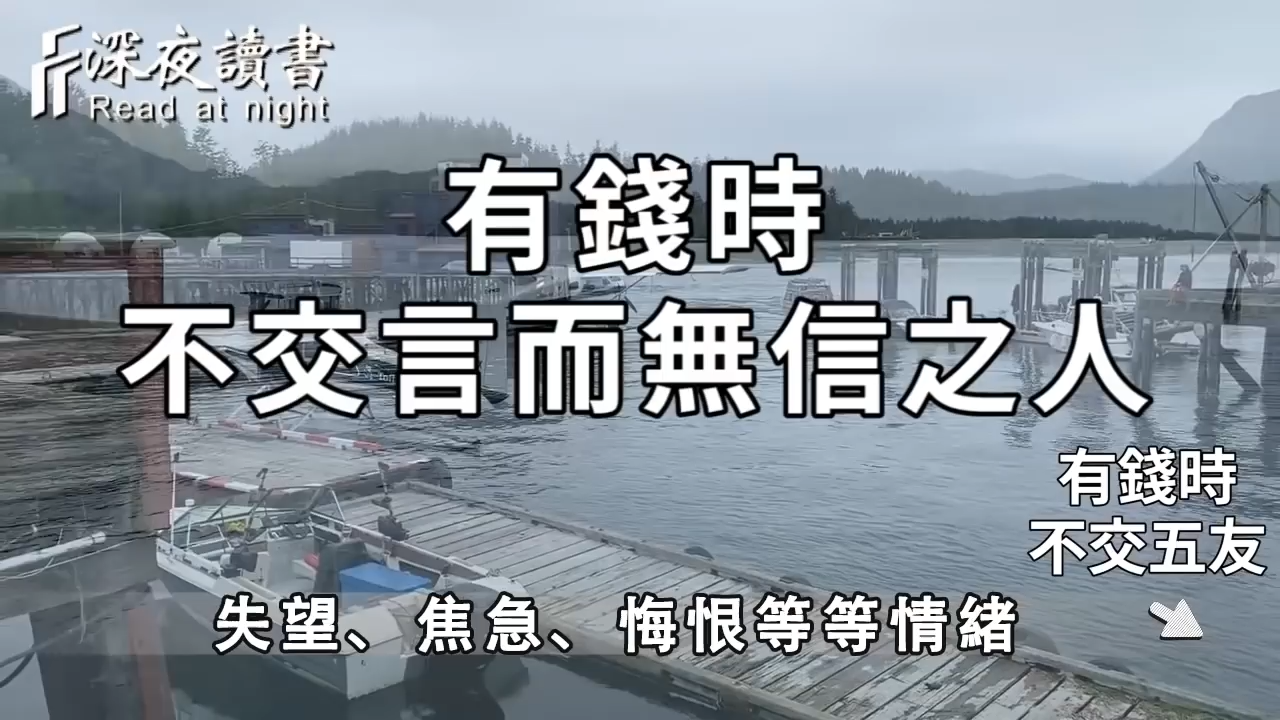 深夜讀書
Read at night
有錢時
不交言而無信之人
有錢時
不交五友
失望、焦急、悔恨等等情緒